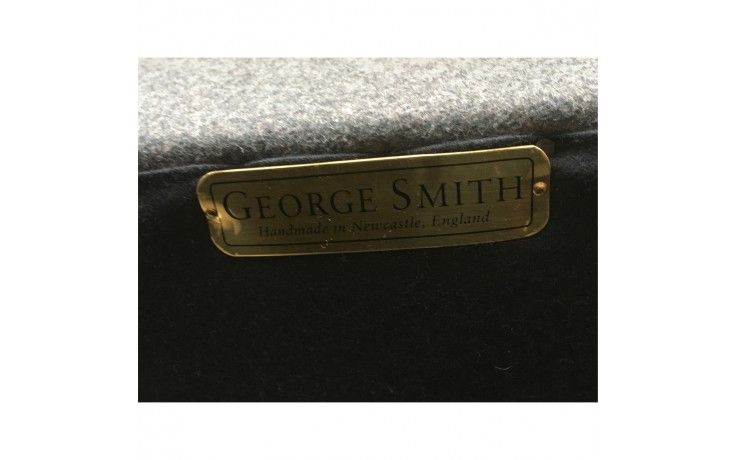 GEORGE SMITH
Handmade in Newcastle, England